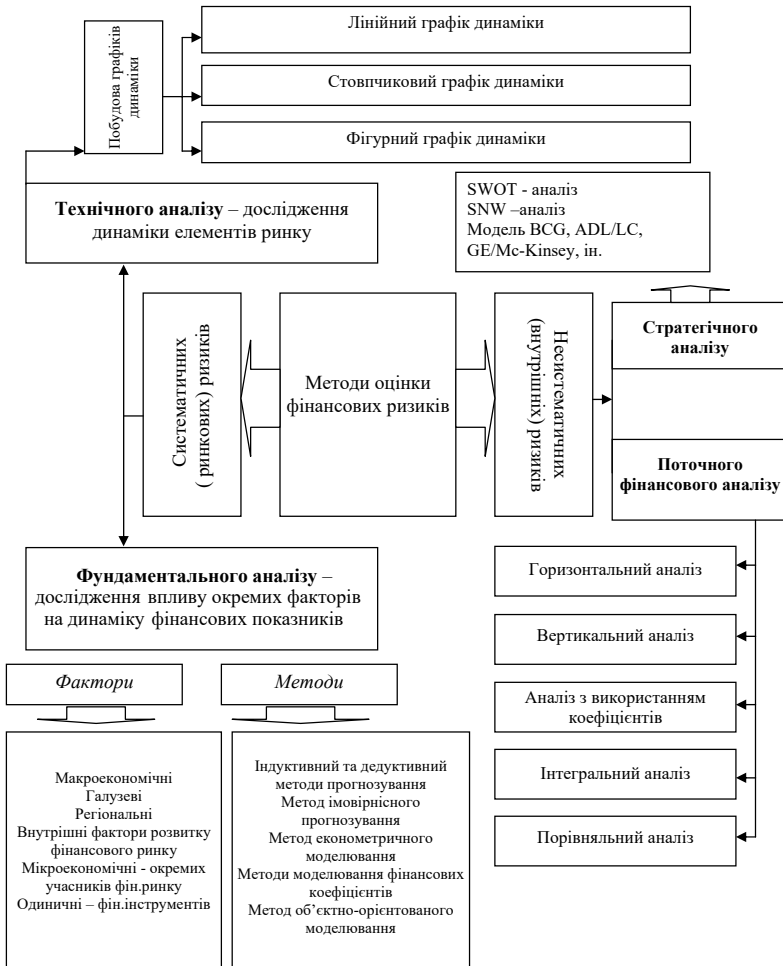 Побудова графіків
динаміки
Лінійний графік динаміки
Стовпчиковий графік динаміки
Фігурний графік динаміки
Технічного аналізу – дослідження
динаміки елементів ринку
SWOT - аналіз
SNW –аналіз
Модель BCG, ADL/LC,
GE/Mc-Kinsey, ін.
Систематичних
( ринкових) ризиків
Методи оцінки
фінансових ризиків
Несистематичних
(внутрішніх) ризиків
Стратегічного
аналізу
Поточного
фінансового аналізу
Фундаментального аналізу –
дослідження впливу окремих факторів
на динаміку фінансових показників
Фактори
Методи
Макроекономічні
Галузеві
Регіональні
Внутрішні фактори розвитку
фінансового ринку
Мікроекономічні - окремих
учасників фін.ринку
Одиничні – фін.інструментів
Індуктивний та дедуктивний
методи прогнозування
Метод імовірнісного
прогнозування
Метод економетричного
моделювання
Методи моделювання фінансових
коефіцієнтів
Метод об’єктно-орієнтованого
моделювання
Горизонтальний аналіз
Вертикальний аналіз
Аналіз з використанням
коефіцієнтів
Інтегральний аналіз
Порівняльний аналіз